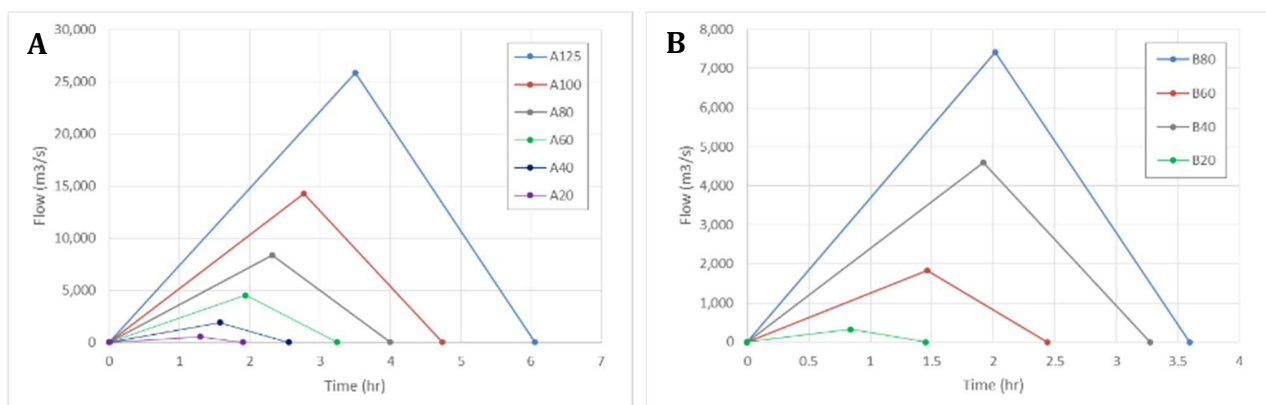 A
30,000
25,000
20,000
15,000
10,000
5,000
0
Flow (m3/s)
0 1 2 3 4 5 6 7
Time (hr)
A125
A100
A80
A60
A40
A20
B
8,000
7,000
6,000
5,000
4,000
3,000
2,000
1,000
0
Flow (m3/s)
0 0.5 1 1.5 2 2.5 3 3.5 4
Time (hr)
B80
B60
B40
B20